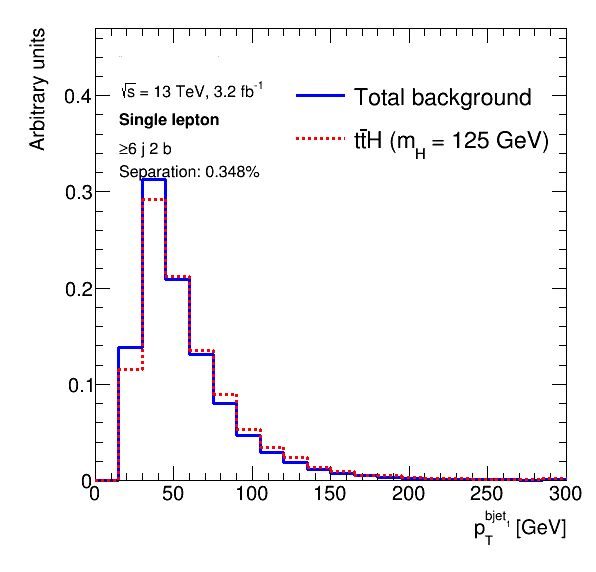 Arbitrary units
√s = 13 TeV, 3.2 fb⁻¹
Single lepton
≥6 j 2 b
Separation: 0.348%
Total background
tt̄H (m_H = 125 GeV)
0.4
0.3
0.2
0.1
0
0 50 100 150 200 250 300
p_T^bjet₁ [GeV]